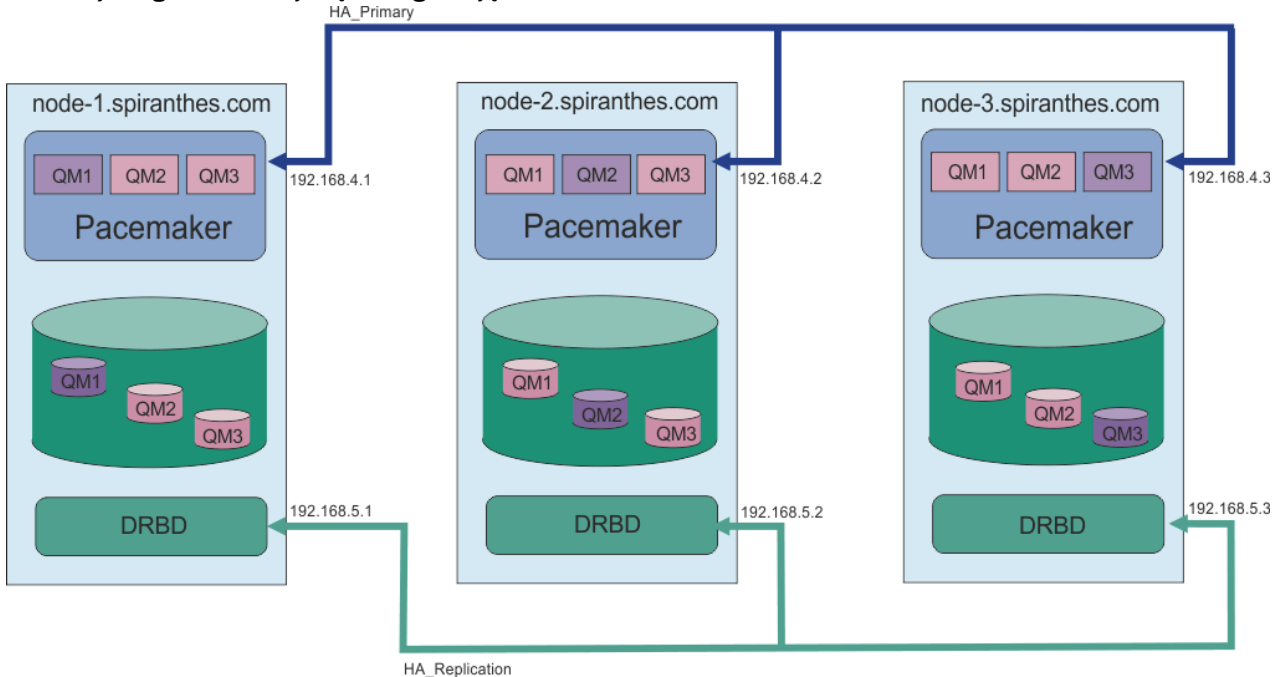 HA_Primary
node-1.spiranthes.com
node-2.spiranthes.com
node-3.spiranthes.com
QM1 QM2 QM3
QM1 QM2 QM3
QM1 QM2 QM3
192.168.4.1
192.168.4.2
192.168.4.3
Pacemaker
Pacemaker
Pacemaker
QM1
QM2
QM3
QM1
QM2
QM3
QM1
QM2
QM3
192.168.5.1
192.168.5.2
192.168.5.3
DRBD
DRBD
DRBD
HA_Replication